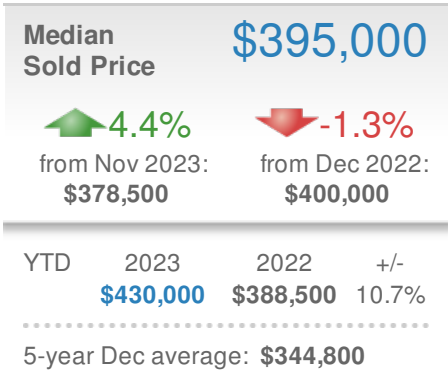 Median
Sold Price
$395,000
4.4%
-1.3%
from Nov 2023:
from Dec 2022:
$378,500
$400,000
YTD 2023 2022 +/-
$430,000 $388,500 10.7%
5-year Dec average: $344,800